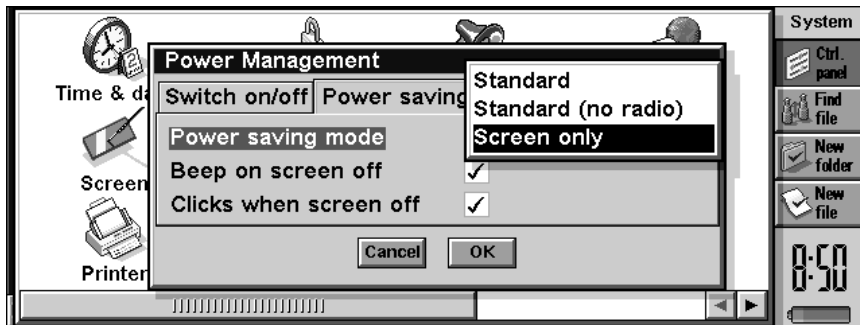 System
Ctrl.
panel
Find
file
New
folder
New
file
8:50
Time & da
Screen
Printer
Power Management
Switch on/off
Power saving
Power saving mode
Standard
Standard (no radio)
Screen only
Beep on screen off
Clicks when screen off
Cancel
OK